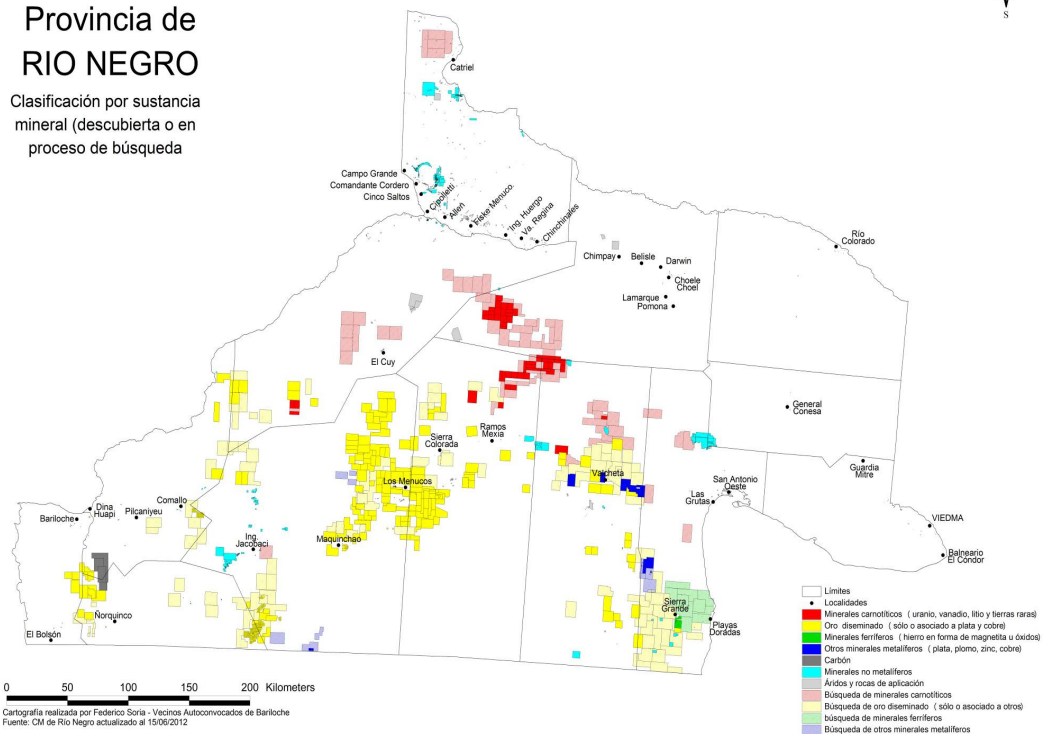 Provincia de
RIO NEGRO
Clasificación por sustancia
mineral (descubierta o en
proceso de búsqueda
S
Catriel
Campo Grande
Comandante Cordero
Cinco Saltos
Cipolletti
Allen
Fiske Menuco.
Ing. Huergo
Va. Regina
Chinchinales
Río
Colorado
Chimpay
Belisle
Darwin
Choele
Choel
Lamarque
Pomona
El Cuy
General
Conesa
Ramos
Mexia
Sierra
Colorada
Los Menucos
Valcheta
San Antonio
Oeste
Las
Grutas
Guardia
Mitre
VIEDMA
Balneario
El Condor
Dina
Huapi
Bariloche
Pilcaniyeu
Comallo
Ing.
Jacobaci
Maquinchao
Ñorquinco
El Bolsón
Sierra
Grande
Playas
Doradas
Límites
Localidades
Minerales carnotíticos ( uranio, vanadio, litio y tierras raras)
Oro diseminado ( sólo o asociado a plata y cobre)
Minerales ferríferos ( hierro en forma de magnetita u óxidos)
Otros minerales metalíferos ( plata, plomo, zinc, cobre)
Carbón
Minerales no metalíferos
Áridos y rocas de aplicación
Búsqueda de minerales carnotíticos
Búsqueda de oro diseminado ( sólo o asociado a otros)
búsqueda de minerales ferríferos
Búsqueda de otros minerales metalíferos
0 50 100 150 200 Kilometers
Cartografía realizada por Federico Soria - Vecinos Autoconvocados de Bariloche
Fuente: CM de Río Negro actualizado al 15/06/2012